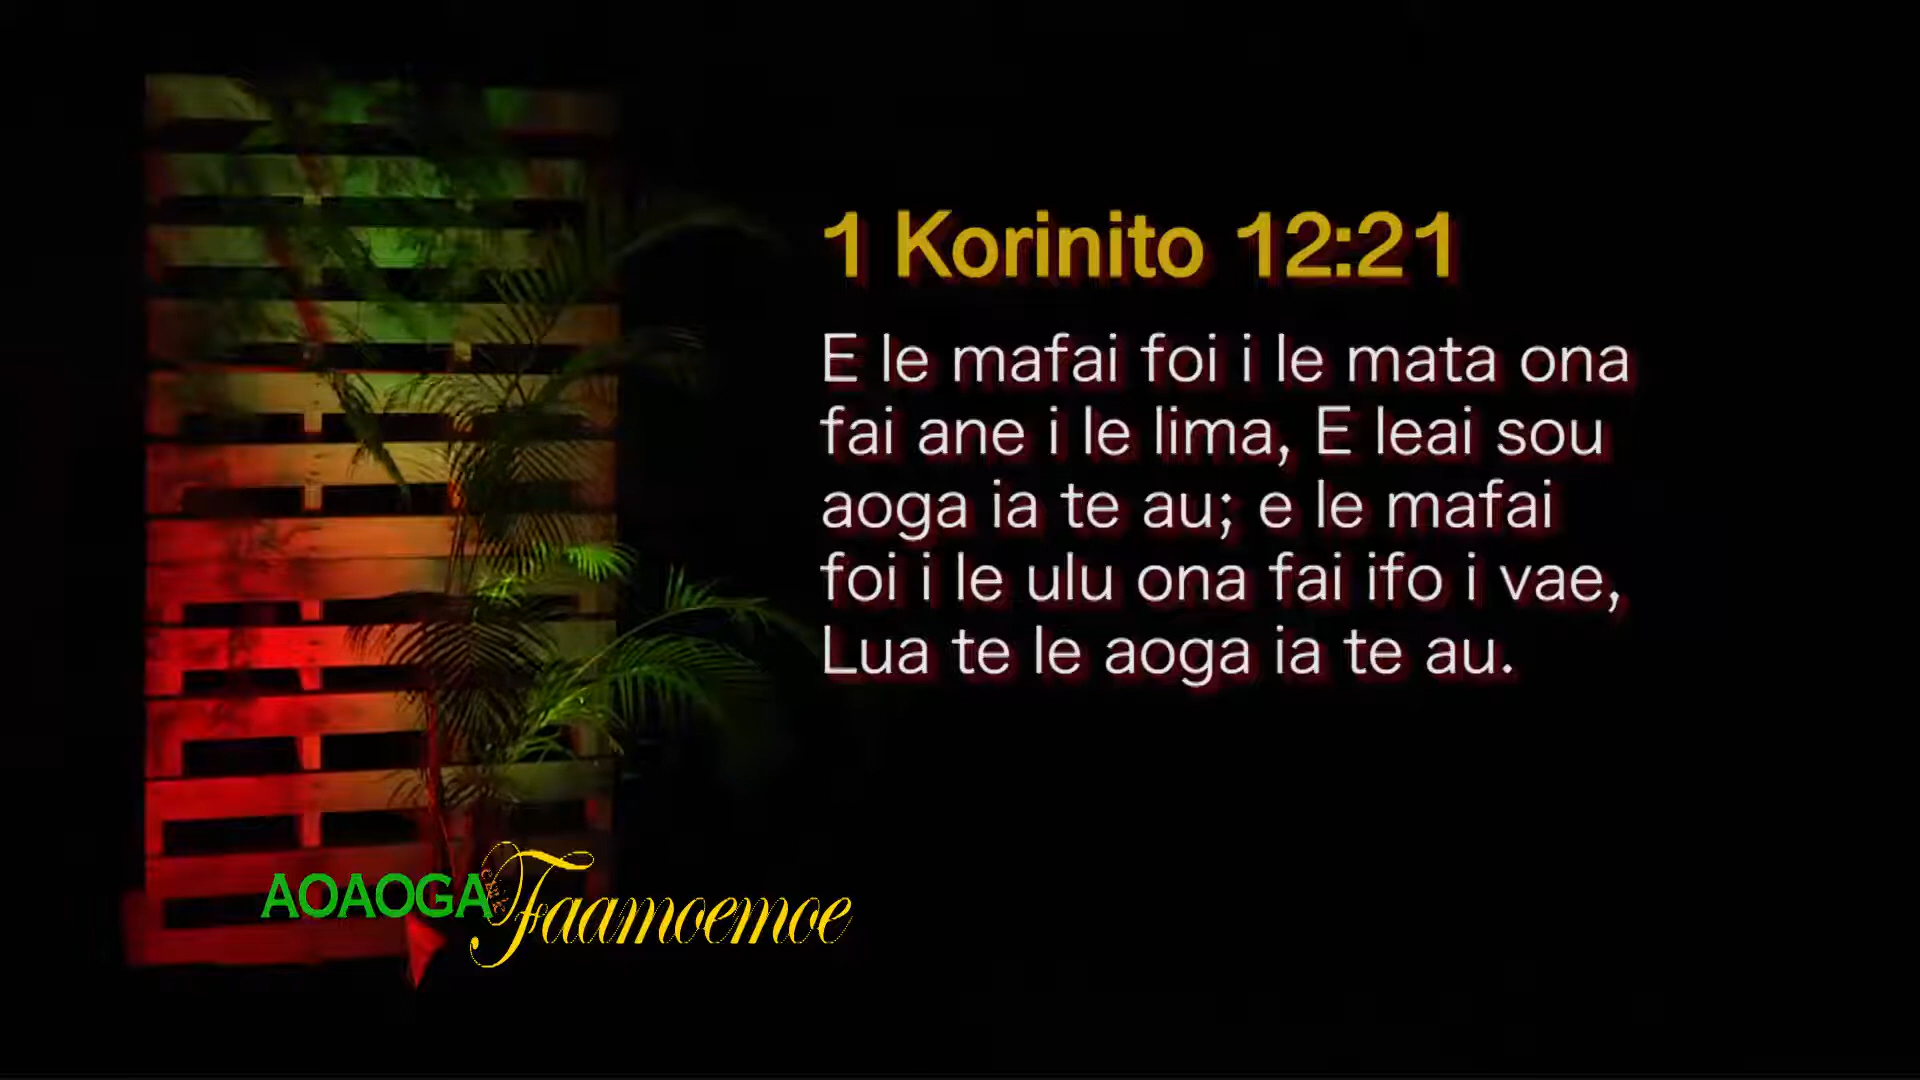 1 Korinito 12:21
E le mafai foi i le mata ona
fai ane i le lima, E leai sou
aoga ia te au; e le mafai
foi i le ulu ona fai ifo i vae,
Lua te le aoga ia te au.
AOAOGA
Faamoemoe